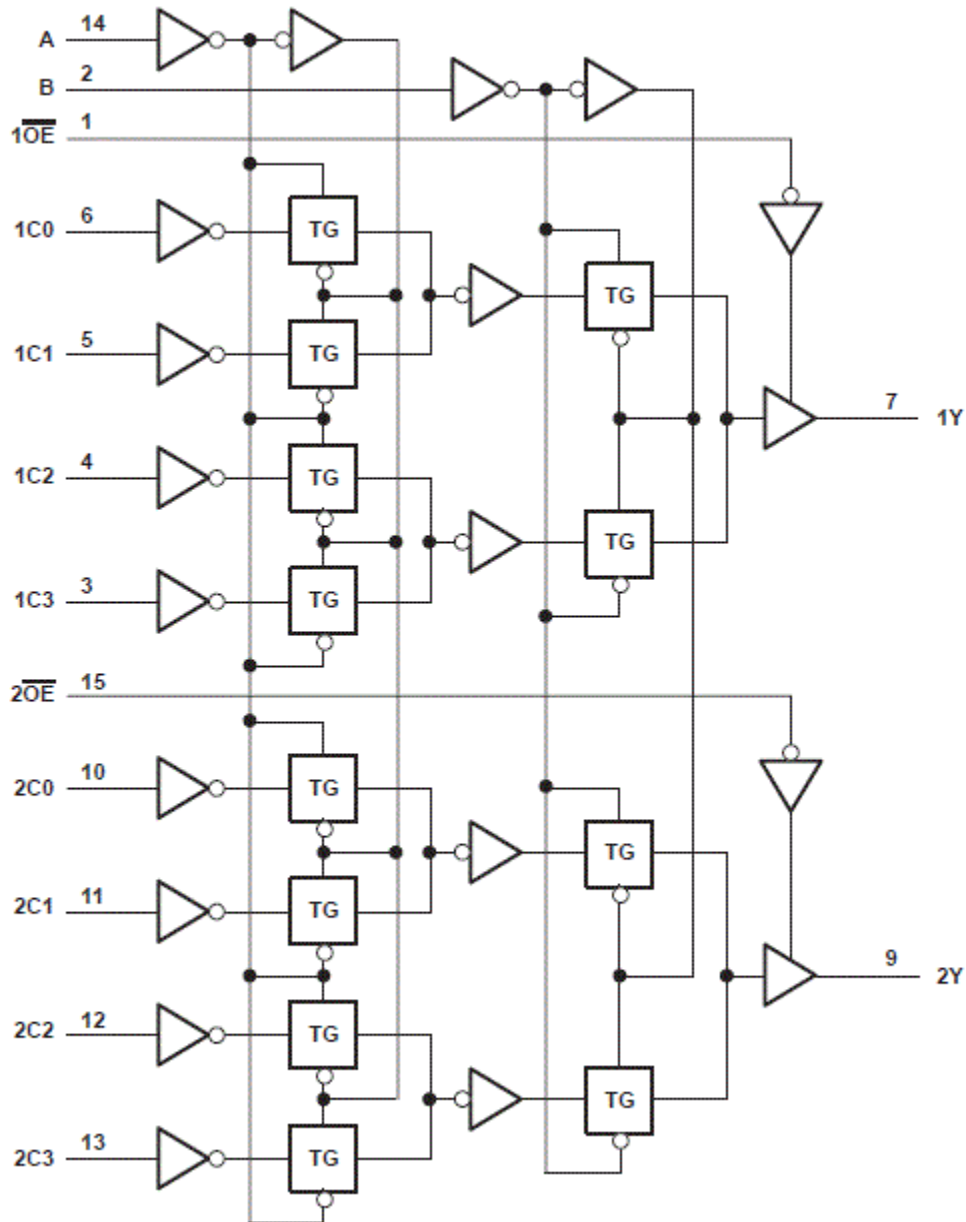 A 14
B 2
1OE 1
1C0 6 TG
TG
1C1 5 TG
7 1Y
1C2 4 TG
TG
1C3 3 TG
2OE 15
2C0 10 TG
TG
2C1 11 TG
9 2Y
2C2 12 TG
TG
2C3 13 TG